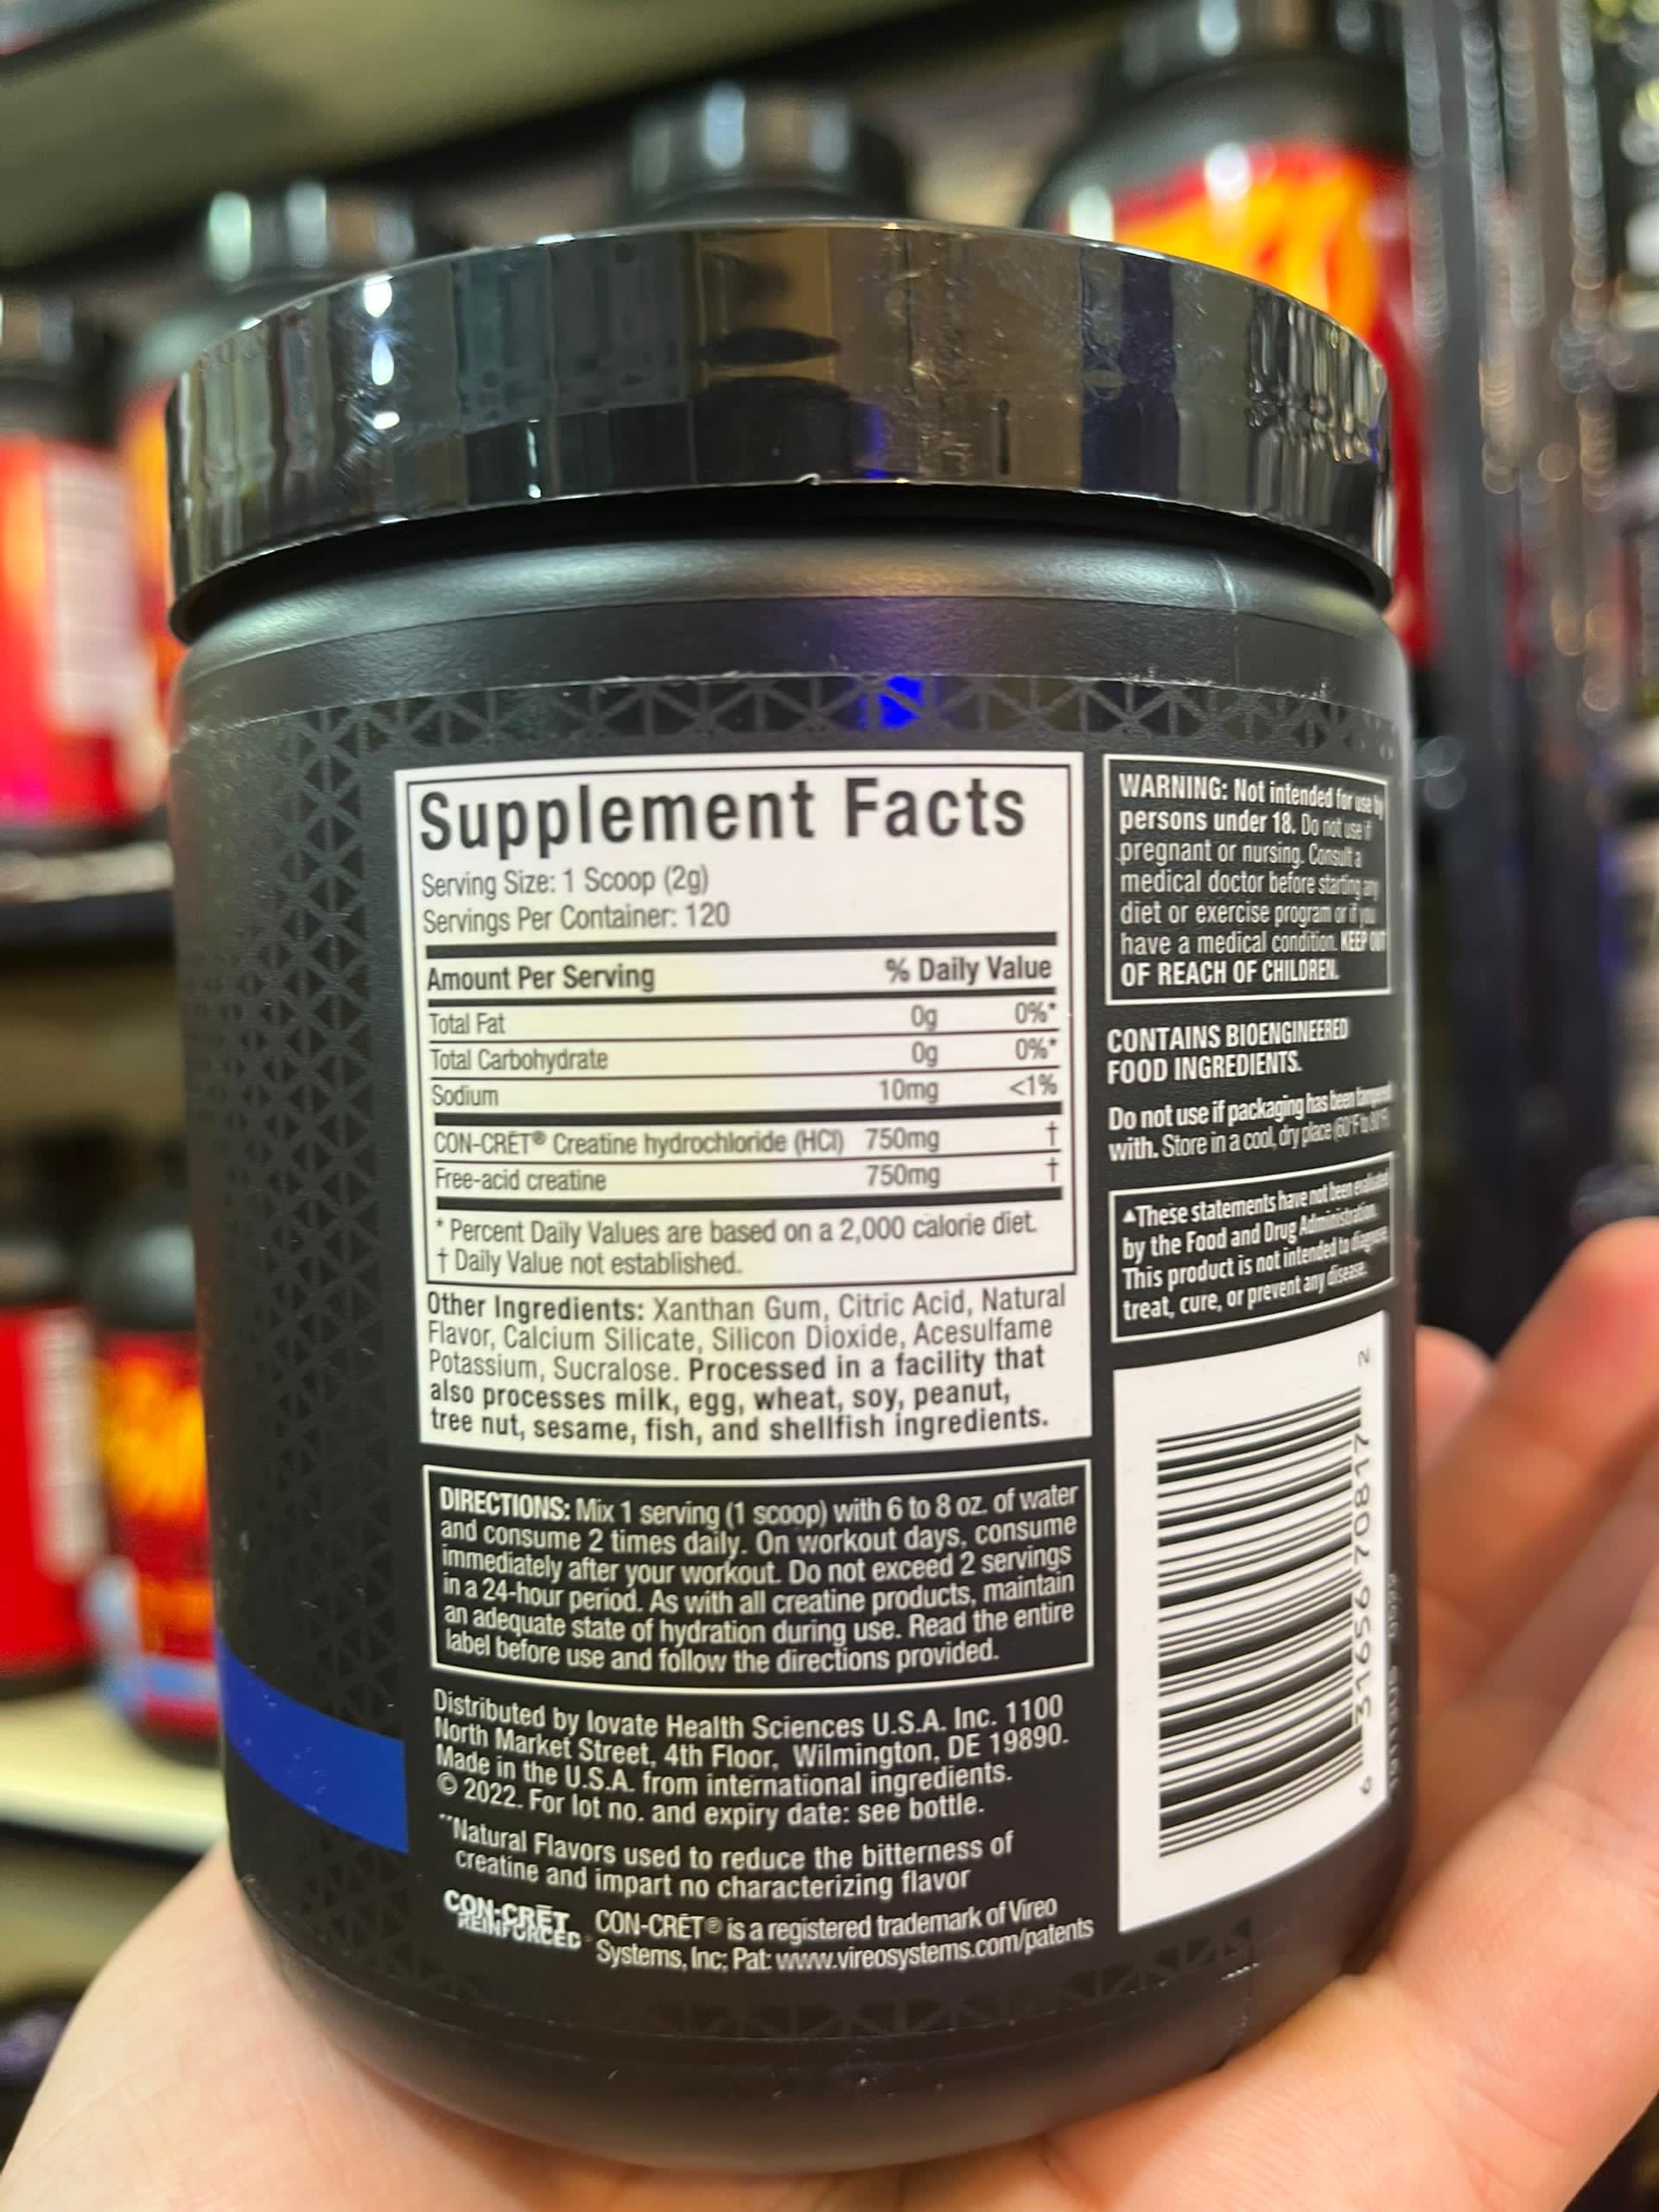 Supplement Facts
Serving Size: 1 Scoop (2g)
Servings Per Container: 120
Amount Per Serving % Daily Value
Total Fat 0g 0%*
Total Carbohydrate 0g 0%*
Sodium 10mg <1%
CON-CRĒT® Creatine hydrochloride (HCl) 750mg †
Free-acid creatine 750mg †
* Percent Daily Values are based on a 2,000 calorie diet.
† Daily Value not established.
Other Ingredients: Xanthan Gum, Citric Acid, Natural
Flavor, Calcium Silicate, Silicon Dioxide, Acesulfame
Potassium, Sucralose. Processed in a facility that
also processes milk, egg, wheat, soy, peanut,
tree nut, sesame, fish, and shellfish ingredients.
DIRECTIONS: Mix 1 serving (1 scoop) with 6 to 8 oz. of water
and consume 2 times daily. On workout days, consume
immediately after your workout. Do not exceed 2 servings
in a 24-hour period. As with all creatine products, maintain
an adequate state of hydration during use. Read the entire
label before use and follow the directions provided.
Distributed by Iovate Health Sciences U.S.A. Inc. 1100
North Market Street, 4th Floor, Wilmington, DE 19890.
Made in the U.S.A. from international ingredients.
© 2022. For lot no. and expiry date: see bottle.
**Natural Flavors used to reduce the bitterness of
creatine and impart no characterizing flavor
CON-CRĒT
REINFORCED
CON-CRĒT® is a registered trademark of Vireo
Systems, Inc; Pat: www.vireosystems.com/patents
WARNING: Not intended for use by
persons under 18. Do not use if
pregnant or nursing. Consult a
medical doctor before starting any
diet or exercise program or if you
have a medical condition. KEEP OUT
OF REACH OF CHILDREN.
CONTAINS BIOENGINEERED
FOOD INGREDIENTS.
Do not use if packaging has been tampered
with. Store in a cool, dry place (60°F to
▲These statements have not been evaluated
by the Food and Drug Administration.
This product is not intended to diagnose,
treat, cure, or prevent any disease.
6 31656 70817 2